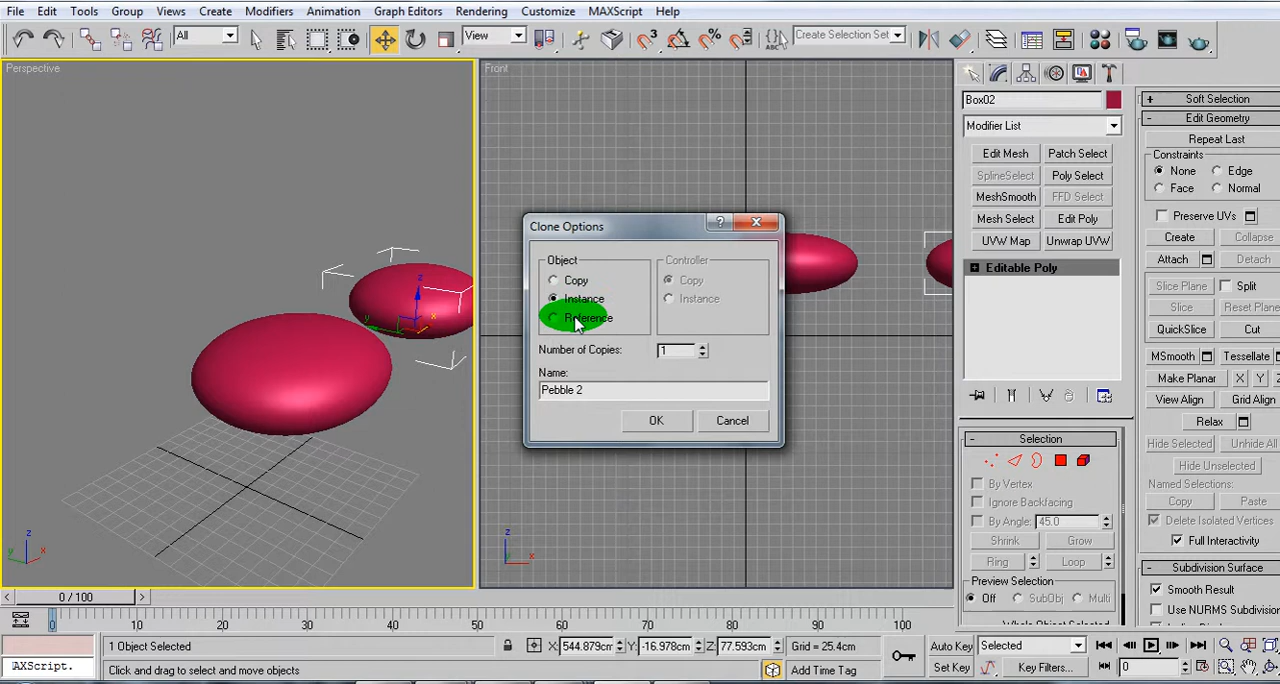 File Edit Tools Group Views Create Modifiers Animation Graph Editors Rendering Customize MAXScript Help
All View Create Selection Set
Perspective
Front
Box02
Modifier List
Edit Mesh Patch Select
SplineSelect Poly Select
MeshSmooth FFD Select
Mesh Select Edit Poly
UVW Map Unwrap UVW
Editable Poly
Selection
By Vertex
Ignore Backfacing
By Angle: 45.0
Shrink Grow
Ring Loop
Preview Selection
Off SubObj Multi
Whole Object Selected
Soft Selection
Edit Geometry
Repeat Last
Constraints
None Edge
Face Normal
Preserve UVs
Create Collapse
Attach Detach
Slice Plane Split
Slice Reset Plane
QuickSlice Cut
MSmooth Tessellate
Make Planar X Y
View Align Grid Align
Relax
Hide Selected Unhide All
Hide Unselected
Named Selections:
Copy Paste
Delete Isolated Vertices
Full Interactivity
Subdivision Surface
Smooth Result
Use NURMS Subdivision
Clone Options
Object Controller
Copy Copy
Instance Instance
Reference
Number of Copies: 1
Name:
Pebble 2
OK Cancel
z
y
x
z
x
z
y x
0 / 100
0 10 20 30 40 50 60 70 80 90 100
1 Object Selected X: 544.879cm Y: -16.978cm Z: 77.593cm Grid = 25.4cm Auto Key Selected
AXScript. Click and drag to select and move objects Add Time Tag Set Key Key Filters... 0